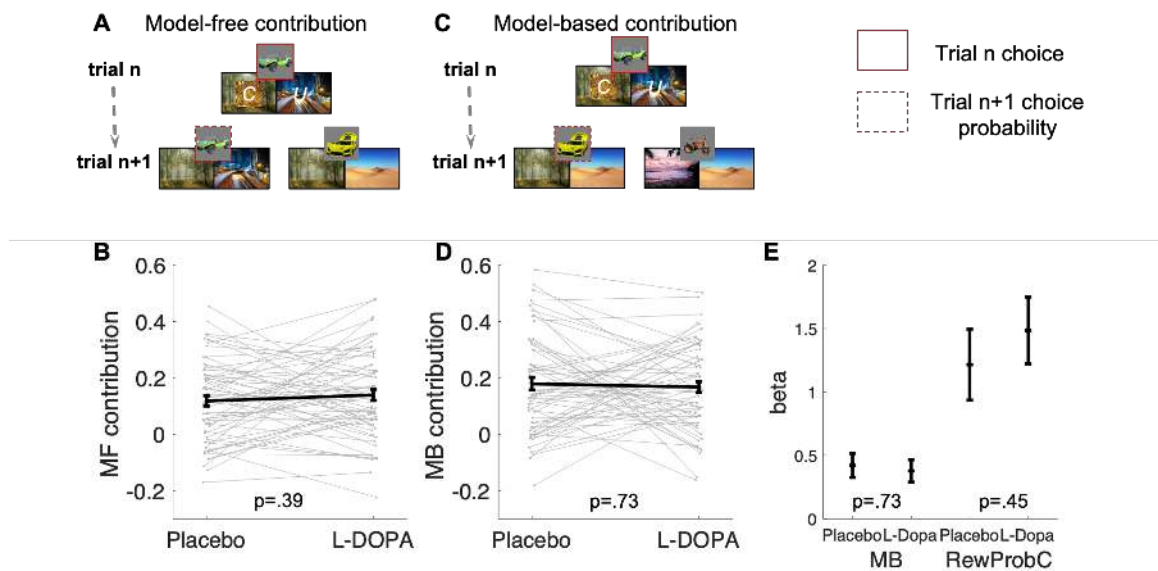 A Model-free contribution
trial n
C U
trial n+1
C Model-based contribution
trial n
C U
trial n+1
Trial n choice
Trial n+1 choice
probability
B
MF contribution
0.6
0.4
0.2
0
-0.2
p=.39
Placebo L-DOPA
D
MB contribution
0.6
0.4
0.2
0
-0.2
p=.73
Placebo L-DOPA
E
beta
2
1.5
1
0.5
0
p=.73 p=.45
Placebo L-Dopa Placebo L-Dopa
MB RewProbC